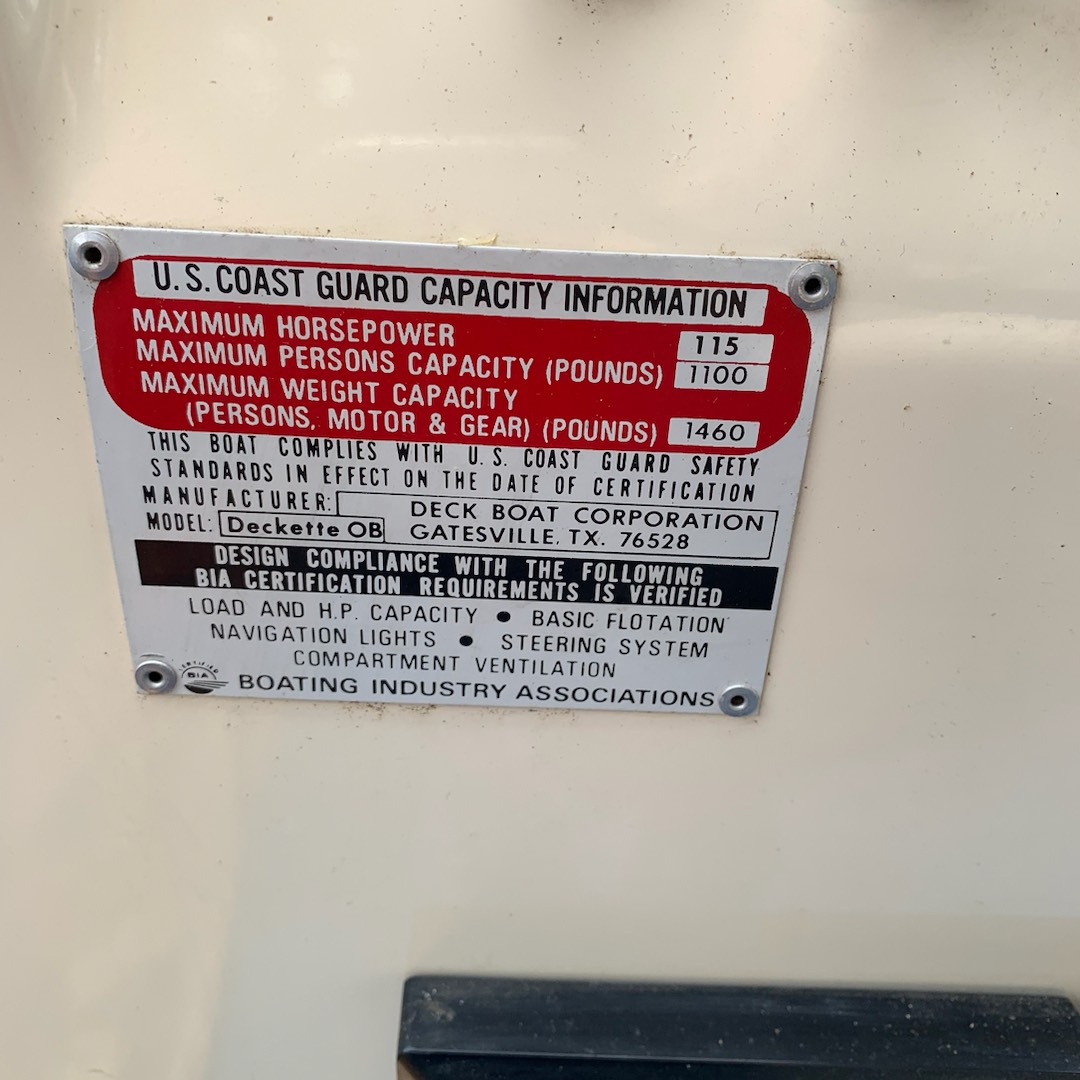 U.S. COAST GUARD CAPACITY INFORMATION
MAXIMUM HORSEPOWER 115
MAXIMUM PERSONS CAPACITY (POUNDS) 1100
MAXIMUM WEIGHT CAPACITY
(PERSONS, MOTOR & GEAR) (POUNDS) 1460
THIS BOAT COMPLIES WITH U.S. COAST GUARD SAFETY
STANDARDS IN EFFECT ON THE DATE OF CERTIFICATION
MANUFACTURER: DECK BOAT CORPORATION
MODEL: Deckette OB GATESVILLE, TX. 76528
DESIGN COMPLIANCE WITH THE FOLLOWING
BIA CERTIFICATION REQUIREMENTS IS VERIFIED
LOAD AND H.P. CAPACITY • BASIC FLOTATION
NAVIGATION LIGHTS • STEERING SYSTEM
COMPARTMENT VENTILATION
CERTIFIED
BIA
BOATING INDUSTRY ASSOCIATIONS